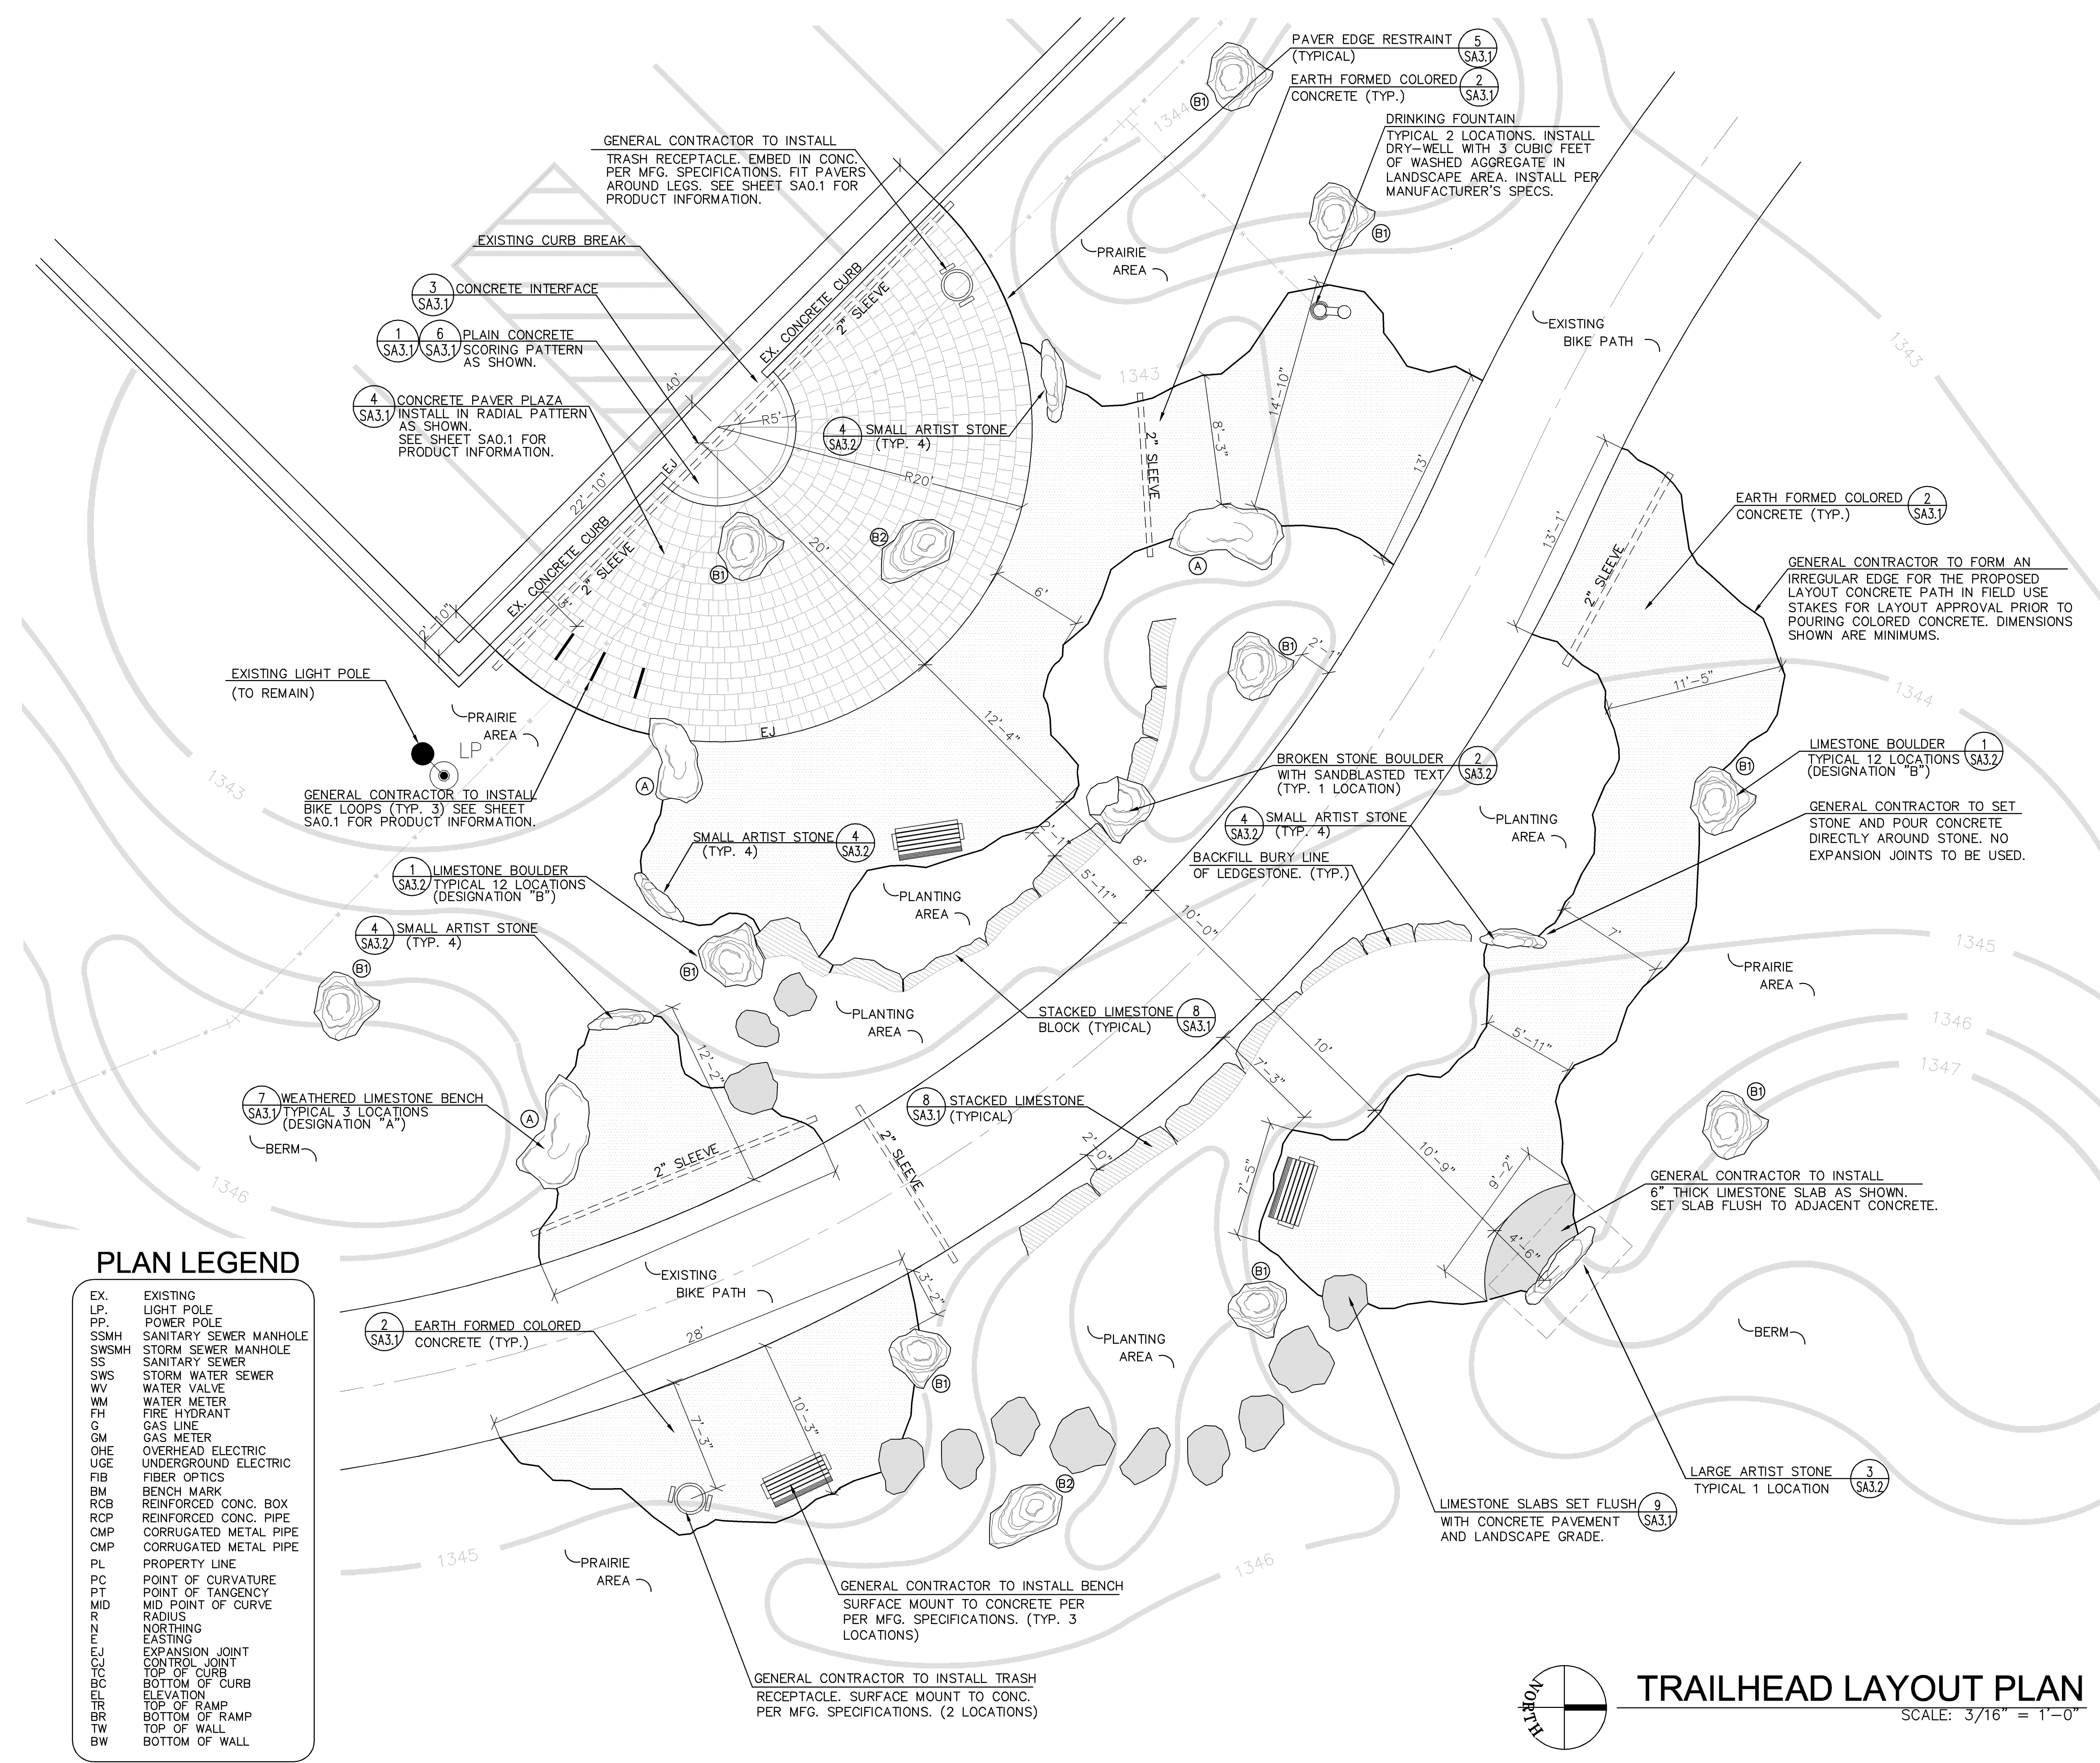 PAVER EDGE RESTRAINT
(TYPICAL)
5
SA3.1
EARTH FORMED COLORED
CONCRETE (TYP.)
2
SA3.1
B1
1344
DRINKING FOUNTAIN
TYPICAL 2 LOCATIONS. INSTALL
DRY-WELL WITH 3 CUBIC FEET
OF WASHED AGGREGATE IN
LANDSCAPE AREA. INSTALL PER
MANUFACTURER'S SPECS.
GENERAL CONTRACTOR TO INSTALL
TRASH RECEPTACLE. EMBED IN CONC.
PER MFG. SPECIFICATIONS. FIT PAVERS
AROUND LEGS. SEE SHEET SA0.1 FOR
PRODUCT INFORMATION.
EXISTING CURB BREAK
B1
PRAIRIE
AREA
3
SA3.1
CONCRETE INTERFACE
EX. CONCRETE CURB
2" SLEEVE
1
SA3.1
6
SA3.1
PLAIN CONCRETE
SCORING PATTERN
AS SHOWN.
EXISTING
BIKE PATH
1343
1343
40'
4
SA3.1
CONCRETE PAVER PLAZA
INSTALL IN RADIAL PATTERN
AS SHOWN.
SEE SHEET SA0.1 FOR
PRODUCT INFORMATION.
R5'
14'-10"
8'-3"
4
SA3.2
SMALL ARTIST STONE
(TYP. 4)
2" SLEEVE
13'
EJ
R20'
22'-10"
EX. CONCRETE CURB
2" SLEEVE
EARTH FORMED COLORED
CONCRETE (TYP.)
2
SA3.1
13'-1'
2" SLEEVE
20'
B2
B1
A
GENERAL CONTRACTOR TO FORM AN
IRREGULAR EDGE FOR THE PROPOSED
LAYOUT CONCRETE PATH IN FIELD USE
STAKES FOR LAYOUT APPROVAL PRIOR TO
POURING COLORED CONCRETE. DIMENSIONS
SHOWN ARE MINIMUMS.
6'
2'-10"
B1
2'-1"
EXISTING LIGHT POLE
(TO REMAIN)
11'-5"
1344
PRAIRIE
AREA
12'-4"
EJ
LP
1343
A
BROKEN STONE BOULDER
WITH SANDBLASTED TEXT
(TYP. 1 LOCATION)
2
SA3.2
LIMESTONE BOULDER
TYPICAL 12 LOCATIONS
(DESIGNATION "B")
1
SA3.2
B1
GENERAL CONTRACTOR TO INSTALL
BIKE LOOPS (TYP. 3) SEE SHEET
SA0.1 FOR PRODUCT INFORMATION.
4
SA3.2
SMALL ARTIST STONE
(TYP. 4)
PLANTING
AREA
GENERAL CONTRACTOR TO SET
STONE AND POUR CONCRETE
DIRECTLY AROUND STONE. NO
EXPANSION JOINTS TO BE USED.
SMALL ARTIST STONE
(TYP. 4)
4
SA3.2
2'-11"
5'-11"
8'
BACKFILL BURY LINE
OF LEDGESTONE. (TYP.)
1
SA3.2
LIMESTONE BOULDER
TYPICAL 12 LOCATIONS
(DESIGNATION "B")
PLANTING
AREA
10'-0"
4
SA3.2
SMALL ARTIST STONE
(TYP. 4)
7'
1345
B1
B1
PRAIRIE
AREA
PLANTING
AREA
STACKED LIMESTONE
BLOCK (TYPICAL)
8
SA3.1
5'-11"
1346
10'
7'-3"
1347
12'-2"
7
SA3.1
WEATHERED LIMESTONE BENCH
TYPICAL 3 LOCATIONS
(DESIGNATION "A")
A
8
SA3.1
STACKED LIMESTONE
(TYPICAL)
B1
BERM
2" SLEEVE
2" SLEEVE
2'-0"
10'-9"
9'-2"
7'-5"
1346
GENERAL CONTRACTOR TO INSTALL
6" THICK LIMESTONE SLAB AS SHOWN.
SET SLAB FLUSH TO ADJACENT CONCRETE.
4'-6"
EXISTING
BIKE PATH
B1
3'-2"
2
SA3.1
EARTH FORMED COLORED
CONCRETE (TYP.)
28'
PLANTING
AREA
BERM
B1
7'-3"
10'-3"
B2
LARGE ARTIST STONE
TYPICAL 1 LOCATION
3
SA3.2
LIMESTONE SLABS SET FLUSH
WITH CONCRETE PAVEMENT
AND LANDSCAPE GRADE.
9
SA3.1
1345
PRAIRIE
AREA
1346
GENERAL CONTRACTOR TO INSTALL BENCH
SURFACE MOUNT TO CONCRETE PER
PER MFG. SPECIFICATIONS. (TYP. 3
LOCATIONS)
GENERAL CONTRACTOR TO INSTALL TRASH
RECEPTACLE. SURFACE MOUNT TO CONC.
PER MFG. SPECIFICATIONS. (2 LOCATIONS)
PLAN LEGEND
EX. EXISTING
LP. LIGHT POLE
PP. POWER POLE
SSMH SANITARY SEWER MANHOLE
SWSMH STORM SEWER MANHOLE
SS SANITARY SEWER
SWS STORM WATER SEWER
WV WATER VALVE
WM WATER METER
FH FIRE HYDRANT
G GAS LINE
GM GAS METER
OHE OVERHEAD ELECTRIC
UGE UNDERGROUND ELECTRIC
FIB FIBER OPTICS
BM BENCH MARK
RCB REINFORCED CONC. BOX
RCP REINFORCED CONC. PIPE
CMP CORRUGATED METAL PIPE
CMP CORRUGATED METAL PIPE
PL PROPERTY LINE
PC POINT OF CURVATURE
PT POINT OF TANGENCY
MID MID POINT OF CURVE
R RADIUS
N NORTHING
E EASTING
EJ EXPANSION JOINT
CJ CONTROL JOINT
TC TOP OF CURB
BC BOTTOM OF CURB
EL ELEVATION
TR TOP OF RAMP
BR BOTTOM OF RAMP
TW TOP OF WALL
BW BOTTOM OF WALL
NORTH
TRAILHEAD LAYOUT PLAN
SCALE: 3/16" = 1'-0"